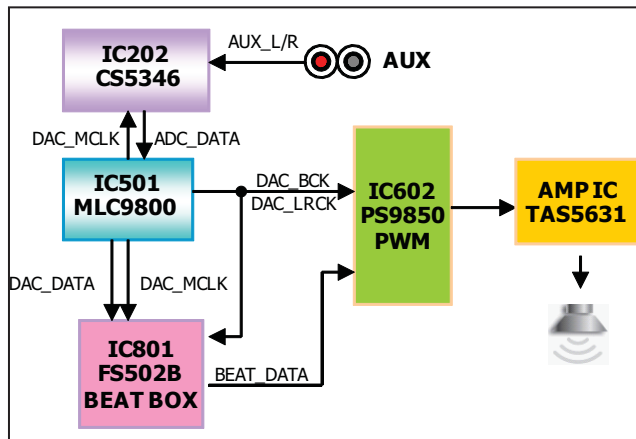 AUX_L/R
IC202
CS5346
AUX
DAC_MCLK
ADC_DATA
IC501
MLC9800
DAC_BCK
DAC_LRCK
IC602
PS9850
PWM
AMP IC
TAS5631
DAC_DATA
DAC_MCLK
IC801
FS502B
BEAT BOX
BEAT_DATA